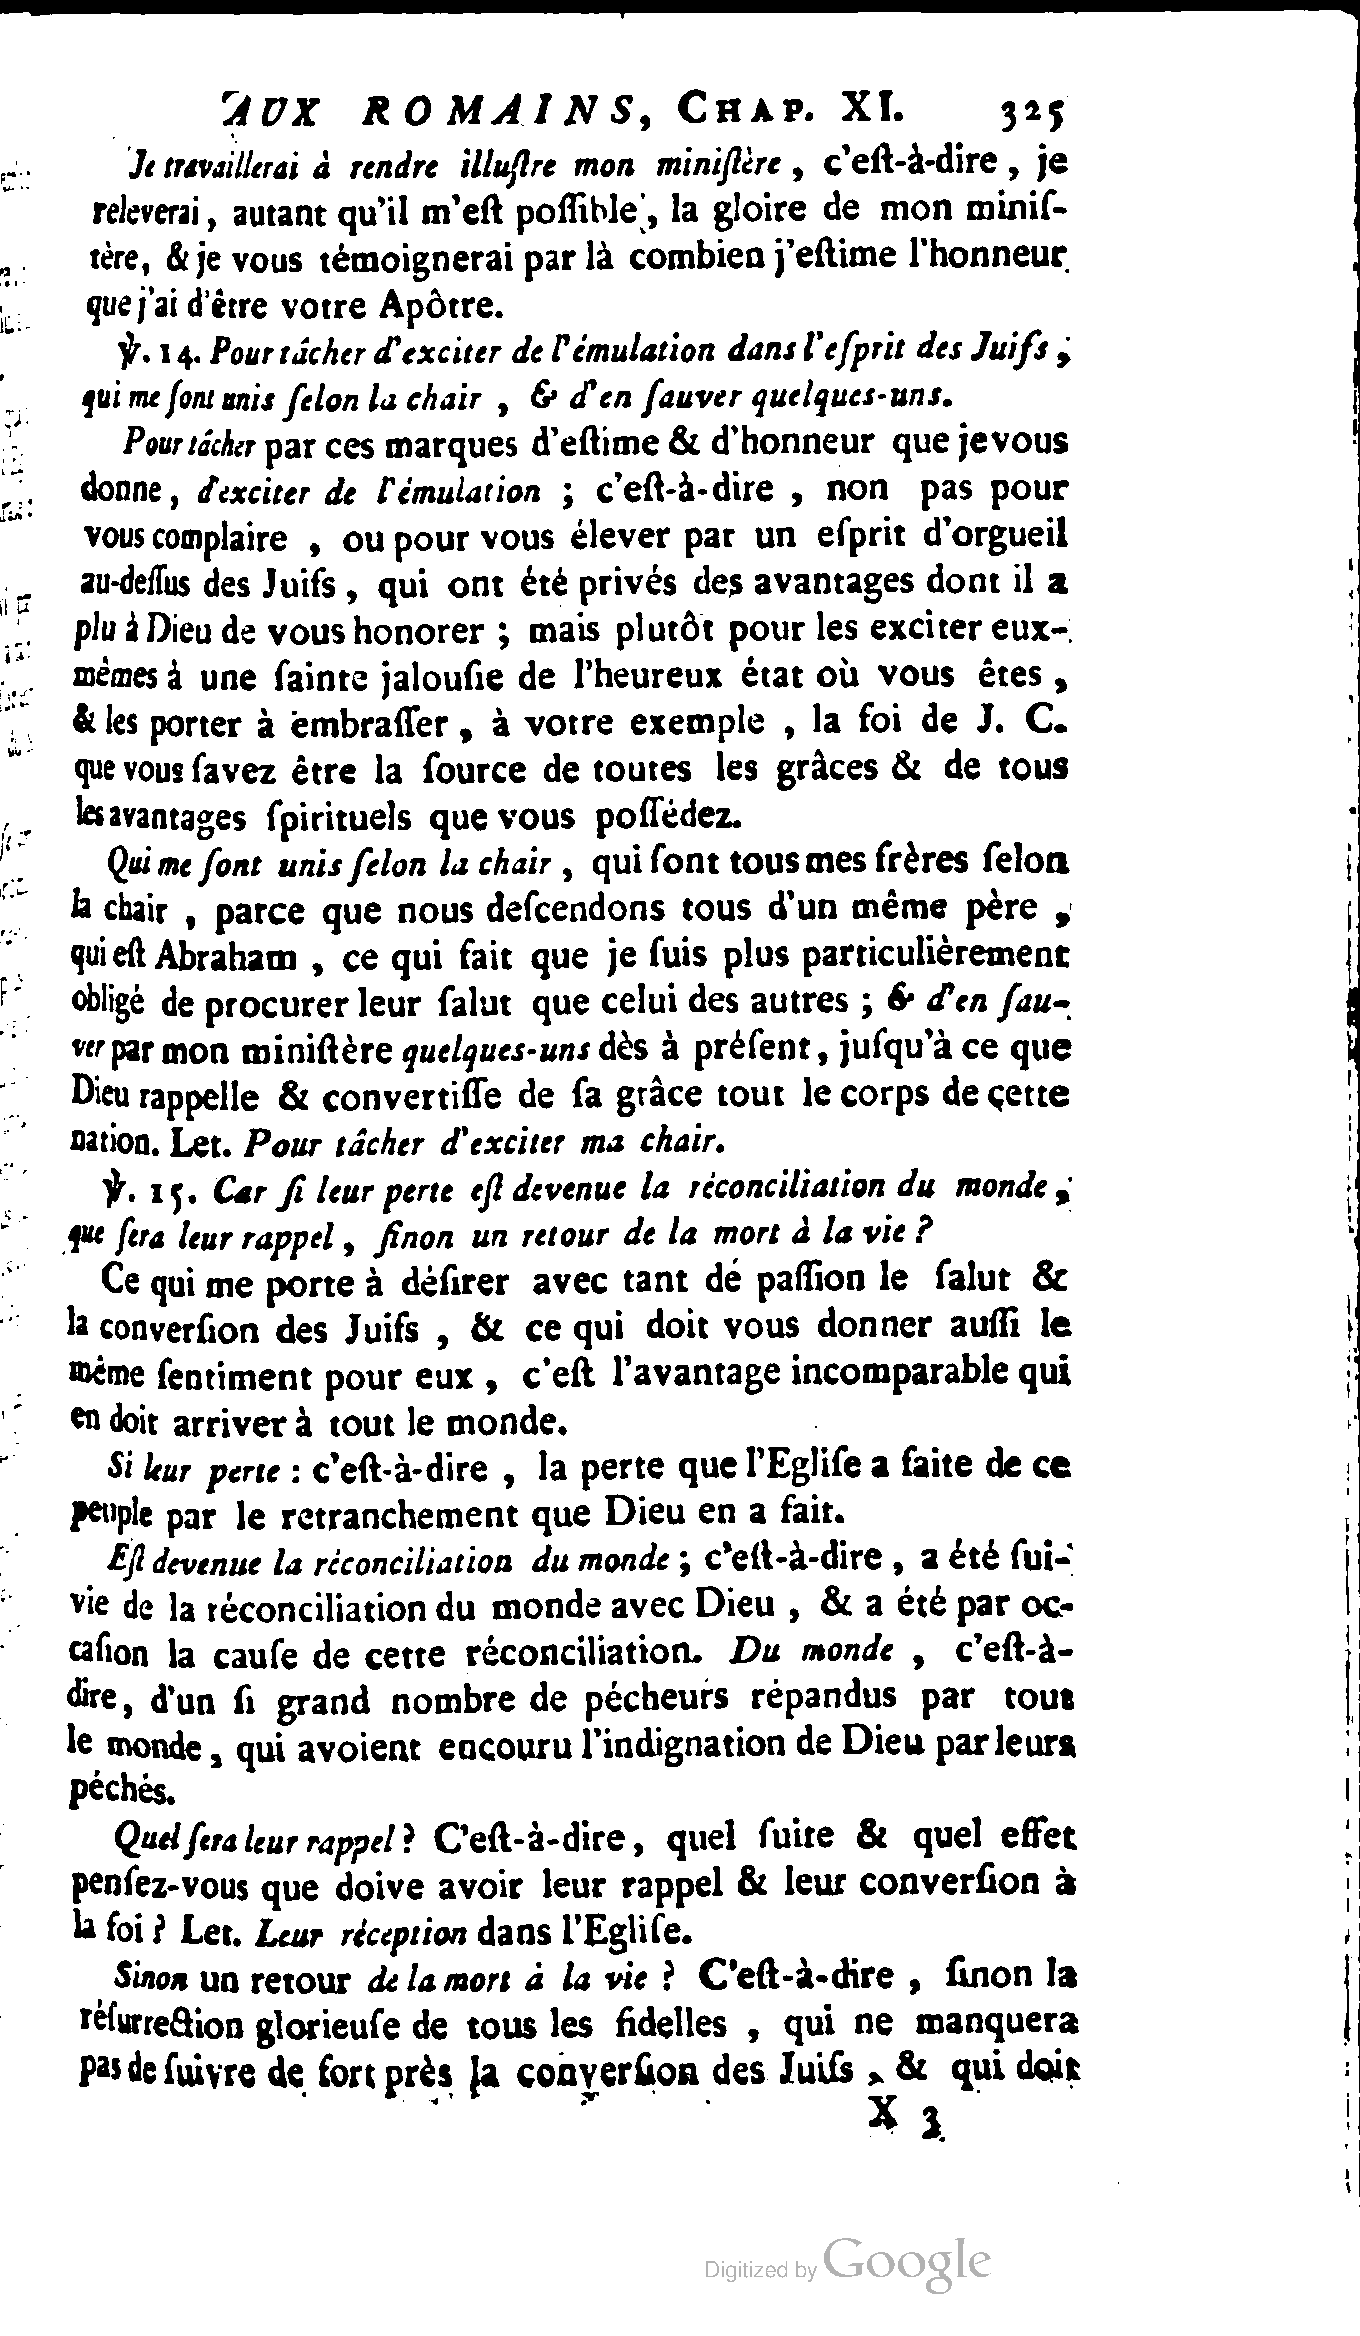 AUX ROMAINS, CHAP. XI. 325
Je travaillerai à rendre illuſtre mon miniſtère, c'eſt-à-dire, je
releverai, autant qu'il m'eſt poſſible, la gloire de mon miniſ-
tère, & je vous témoignerai par là combien j'eſtime l'honneur
que j'ai d'être votre Apôtre.
℣. 14. Pour tâcher d'exciter de l'émulation dans l'eſprit des Juifs,
qui me ſont unis ſelon la chair, & d'en ſauver quelques-uns.
Pour tâcher par ces marques d'eſtime & d'honneur que je vous
donne, d'exciter de l'émulation ; c'eſt-à-dire, non pas pour
vous complaire, ou pour vous élever par un eſprit d'orgueil
au-deſſus des Juifs, qui ont été privés des avantages dont il a
plu à Dieu de vous honorer ; mais plutôt pour les exciter eux-
mêmes à une ſainte jalouſie de l'heureux état où vous êtes,
& les porter à embraſſer, à votre exemple, la foi de J. C.
que vous ſavez être la ſource de toutes les grâces & de tous
les avantages ſpirituels que vous poſſédez.
Qui me ſont unis ſelon la chair, qui ſont tous mes frères ſelon
la chair, parce que nous deſcendons tous d'un même père,
qui eſt Abraham, ce qui fait que je ſuis plus particulièrement
obligé de procurer leur ſalut que celui des autres ; & d'en ſau-
ver par mon miniſtère quelques-uns dès à préſent, juſqu'à ce que
Dieu rappelle & convertiſſe de ſa grâce tout le corps de cette
nation. Let. Pour tâcher d'exciter ma chair.
℣. 15. Car ſi leur perte eſt devenue la réconciliation du monde,
que ſera leur rappel, ſinon un retour de la mort à la vie ?
Ce qui me porte à déſirer avec tant dé paſſion le ſalut &
la converſion des Juifs, & ce qui doit vous donner auſſi le
même ſentiment pour eux, c'eſt l'avantage incomparable qui
en doit arriver à tout le monde.
Si leur perte : c'eſt-à-dire, la perte que l'Egliſe a faite de ce
peuple par le retranchement que Dieu en a fait.
Eſt devenue la réconciliation du monde ; c'eſt-à-dire, a été ſui-
vie de la réconciliation du monde avec Dieu, & a été par oc-
caſion la cauſe de cette réconciliation. Du monde, c'eſt-à-
dire, d'un ſi grand nombre de pécheurs répandus par tout
le monde, qui avoient encouru l'indignation de Dieu par leurs
péchés.
Quel ſera leur rappel ? C'eſt-à-dire, quel ſuite & quel effet
penſez-vous que doive avoir leur rappel & leur converſion à
la foi ? Let. Leur réception dans l'Egliſe.
Sinon un retour de la mort à la vie ? C'eſt-à-dire, ſinon la
réſurrection glorieuſe de tous les fidelles, qui ne manquera
pas de ſuivre de fort près la converſion des Juifs, & qui doit
X 3
Digitized by Google